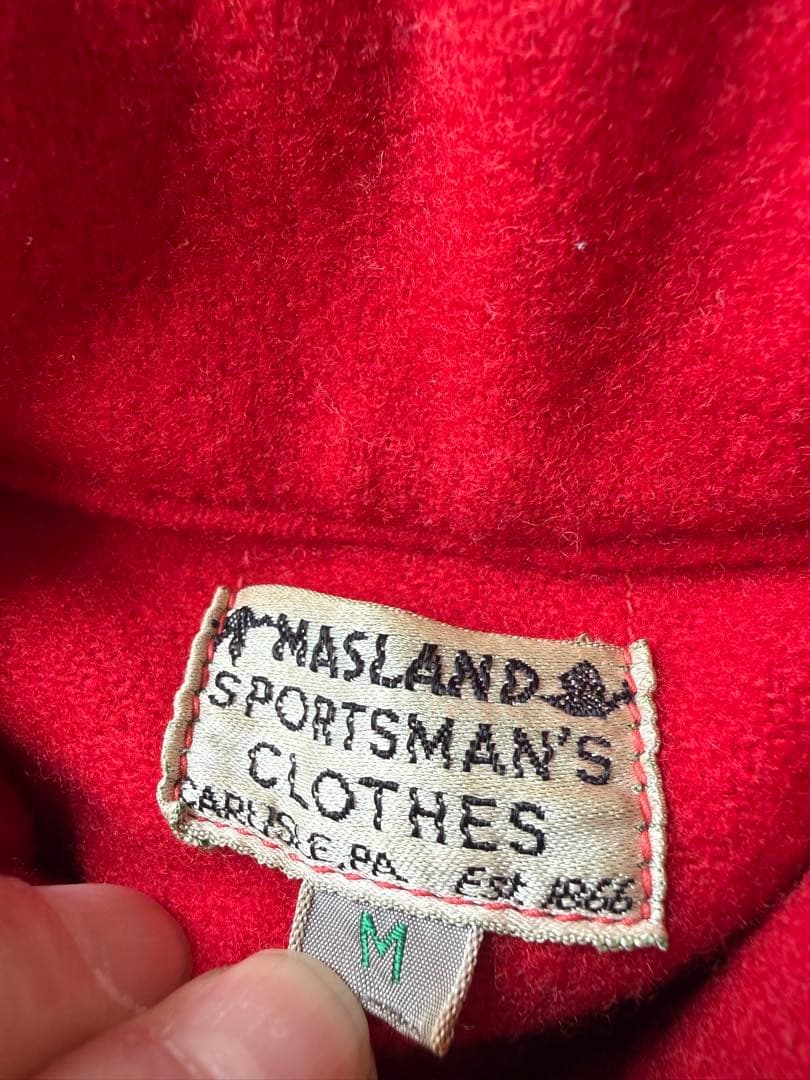 MASLAND
SPORTSMAN'S
CLOTHES
CARLISLE, PA. Est 1866
M